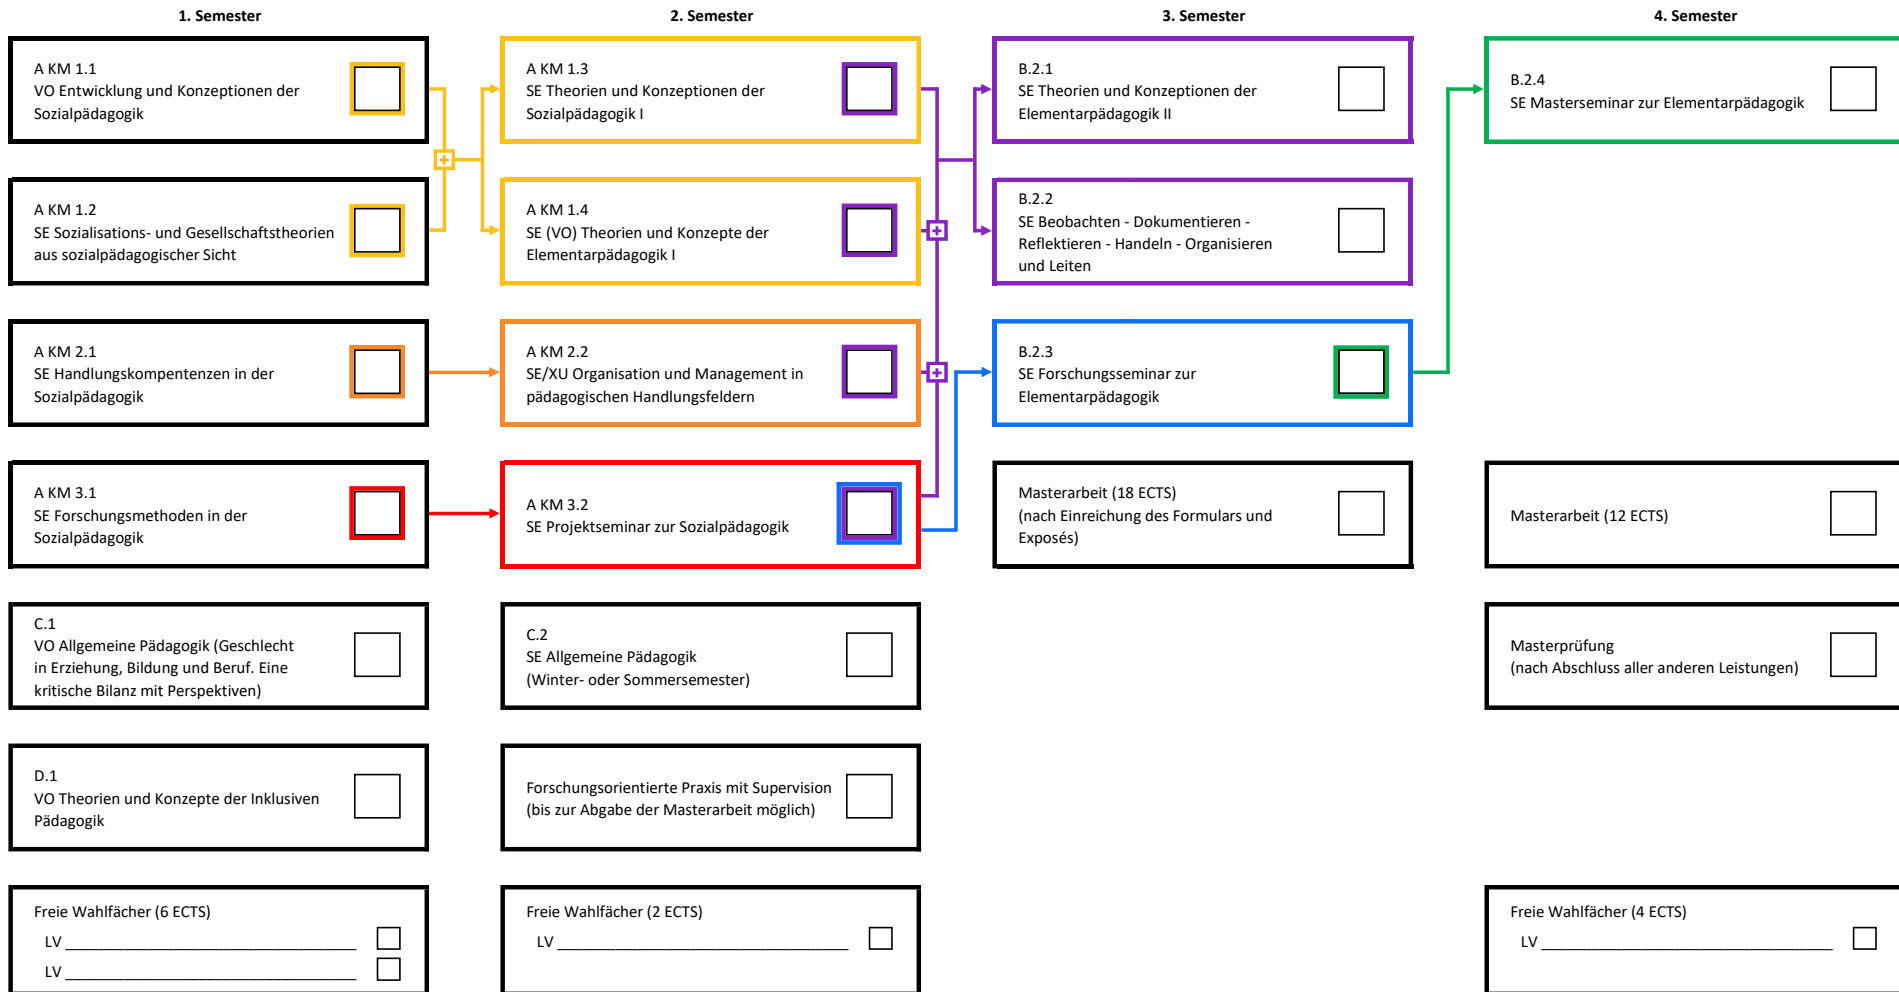 1. Semester
2. Semester
3. Semester
4. Semester
A KM 1.1
VO Entwicklung und Konzeptionen der
Sozialpädagogik
A KM 1.3
SE Theorien und Konzeptionen der
Sozialpädagogik I
B.2.1
SE Theorien und Konzeptionen der
Elementarpädagogik II
B.2.4
SE Masterseminar zur Elementarpädagogik
A KM 1.2
SE Sozialisations- und Gesellschaftstheorien
aus sozialpädagogischer Sicht
A KM 1.4
SE (VO) Theorien und Konzepte der
Elementarpädagogik I
B.2.2
SE Beobachten - Dokumentieren -
Reflektieren - Handeln - Organisieren
und Leiten
A KM 2.1
SE Handlungskompetenzen in der
Sozialpädagogik
A KM 2.2
SE/XU Organisation und Management in
pädagogischen Handlungsfeldern
B.2.3
SE Forschungsseminar zur
Elementarpädagogik
A KM 3.1
SE Forschungsmethoden in der
Sozialpädagogik
A KM 3.2
SE Projektseminar zur Sozialpädagogik
Masterarbeit (18 ECTS)
(nach Einreichung des Formulars und
Exposés)
Masterarbeit (12 ECTS)
C.1
VO Allgemeine Pädagogik (Geschlecht
in Erziehung, Bildung und Beruf. Eine
kritische Bilanz mit Perspektiven)
C.2
SE Allgemeine Pädagogik
(Winter- oder Sommersemester)
Masterprüfung
(nach Abschluss aller anderen Leistungen)
D.1
VO Theorien und Konzepte der Inklusiven
Pädagogik
Forschungsorientierte Praxis mit Supervision
(bis zur Abgabe der Masterarbeit möglich)
Freie Wahlfächer (6 ECTS)
LV ___________________________________
LV ___________________________________
Freie Wahlfächer (2 ECTS)
LV ___________________________________
Freie Wahlfächer (4 ECTS)
LV ___________________________________